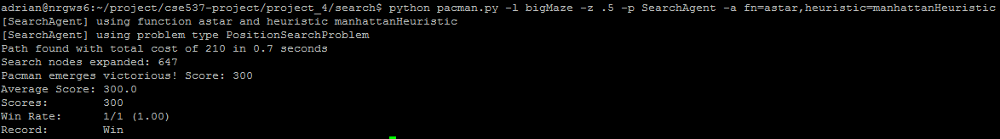 adrian@nrgws6:~/project/cse537-project/project_4/search$ python pacman.py -l bigMaze -z .5 -p SearchAgent -a fn=astar,heuristic=manhattanHeuristic
[SearchAgent] using function astar and heuristic manhattanHeuristic
[SearchAgent] using problem type PositionSearchProblem
Path found with total cost of 210 in 0.7 seconds
Search nodes expanded: 647
Pacman emerges victorious! Score: 300
Average Score: 300.0
Scores:        300
Win Rate:      1/1 (1.00)
Record:        Win